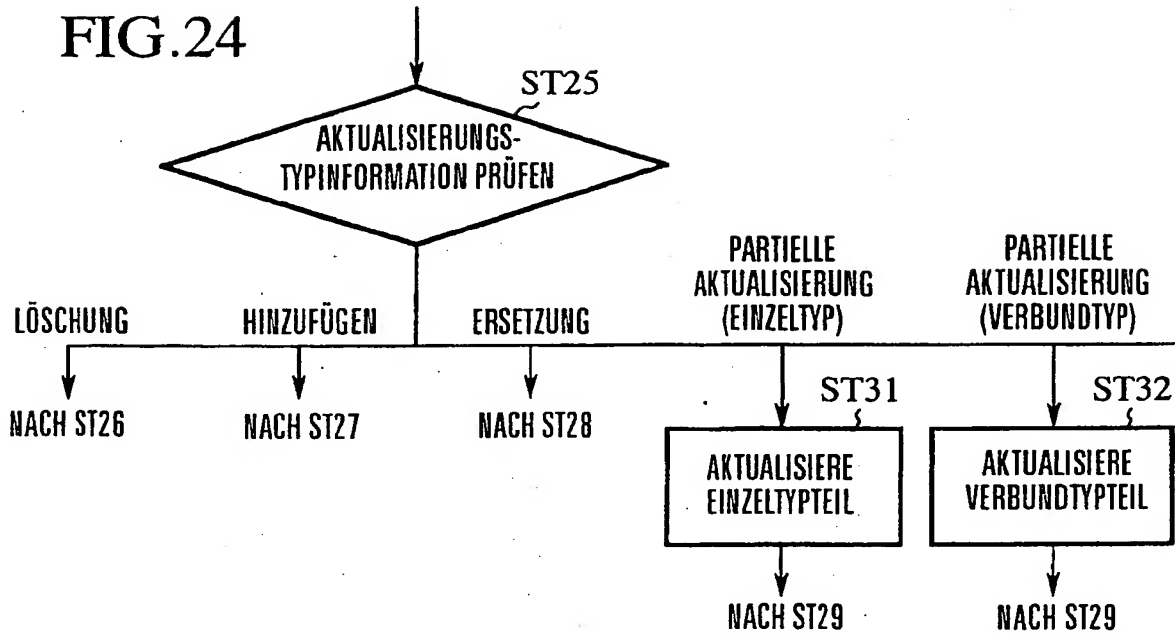 FIG.24
ST25
AKTUALISIERUNGS-
TYPINFORMATION PRÜFEN
LÖSCHUNG
HINZUFÜGEN
ERSETZUNG
PARTIELLE
AKTUALISIERUNG
(EINZELTYP)
PARTIELLE
AKTUALISIERUNG
(VERBUNDTYP)
NACH ST26
NACH ST27
NACH ST28
ST31
AKTUALISIERE
EINZELTYPTEIL
ST32
AKTUALISIERE
VERBUNDTYPTEIL
NACH ST29
NACH ST29